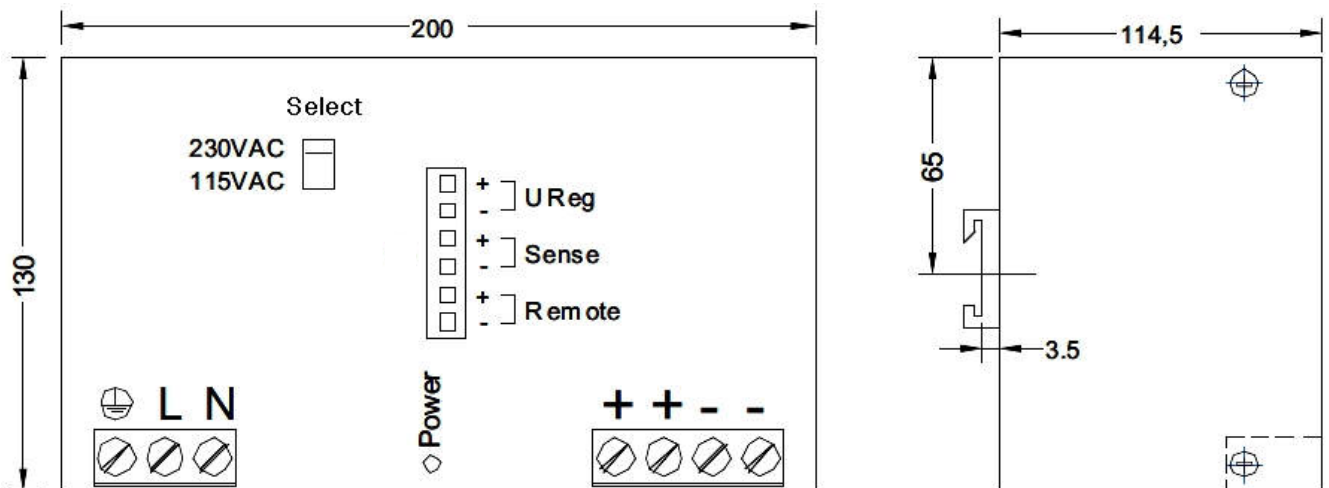 200
114,5
Select
230VAC
115VAC
65
130
+
U Reg
-
+
Sense
-
+
Remote
-
3.5
L N
Power
+ + - -